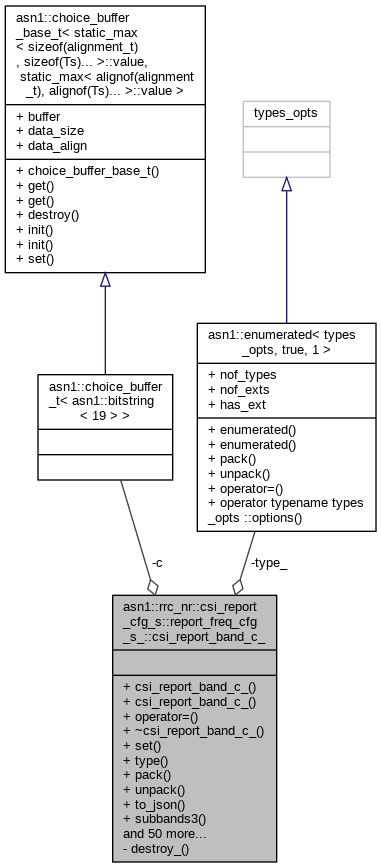 asn1::choice_buffer
_base_t< static_max
< sizeof(alignment_t)
, sizeof(Ts)... >::value,
static_max< alignof(alignment
_t), alignof(Ts)... >::value >
+ buffer
+ data_size
+ data_align
+ choice_buffer_base_t()
+ get()
+ get()
+ destroy()
+ init()
+ init()
+ set()
types_opts
asn1::choice_buffer
_t< asn1::bitstring
< 19 > >
asn1::enumerated< types
_opts, true, 1 >
+ nof_types
+ nof_exts
+ has_ext
+ enumerated()
+ enumerated()
+ pack()
+ unpack()
+ operator=()
+ operator typename types
_opts ::options()
-c
-type_
asn1::rrc_nr::csi_report
_cfg_s::report_freq_cfg
_s_::csi_report_band_c_
+ csi_report_band_c_()
+ csi_report_band_c_()
+ operator=()
+ ~csi_report_band_c_()
+ set()
+ type()
+ pack()
+ unpack()
+ to_json()
+ subbands3()
and 50 more...
- destroy_()